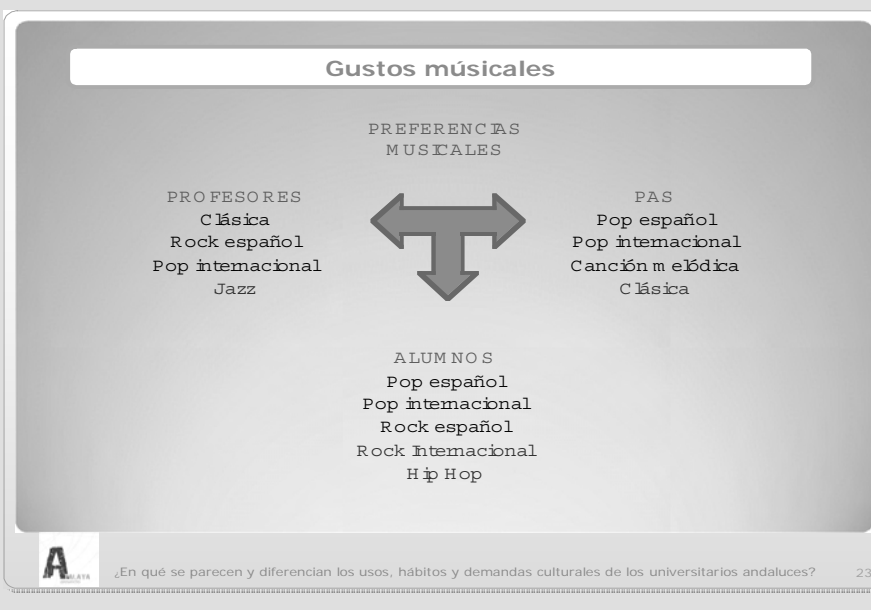 Gustos músicales
PREFERENCIAS
MUSICALES
PROFESORES
Clásica
Rock español
Pop internacional
Jazz
PAS
Pop español
Pop internacional
Canción melódica
Clásica
ALUMNOS
Pop español
Pop internacional
Rock español
Rock Internacional
Hip Hop
¿En qué se parecen y diferencian los usos, hábitos y demandas culturales de los universitarios andaluces? 23